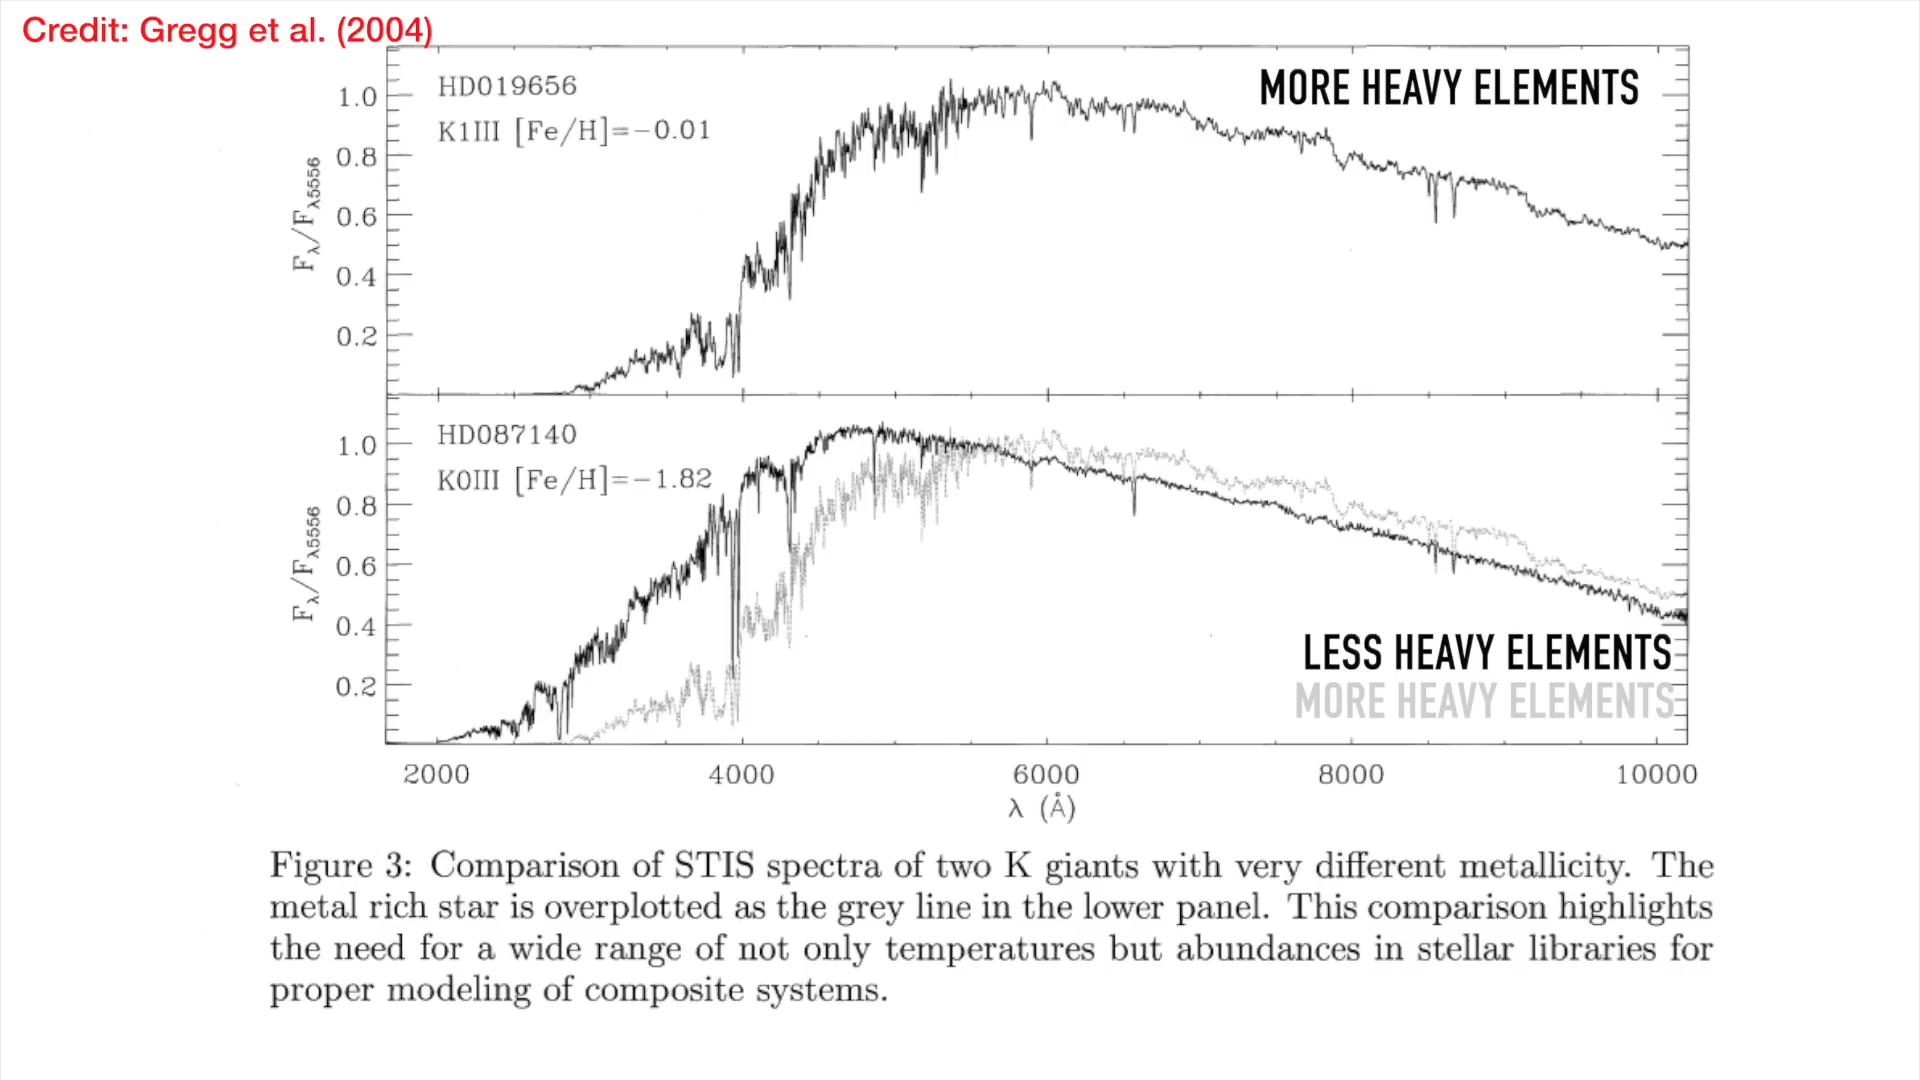 Credit: Gregg et al. (2004)
MORE HEAVY ELEMENTS
HD019656
K1III [Fe/H]=−0.01
1.0
0.8
0.6
0.4
0.2
Fλ/Fλ5556
HD087140
K0III [Fe/H]=−1.82
1.0
0.8
0.6
0.4
0.2
Fλ/Fλ5556
LESS HEAVY ELEMENTS
MORE HEAVY ELEMENTS
2000 4000 6000 8000 10000
λ (Å)
Figure 3: Comparison of STIS spectra of two K giants with very different metallicity. The
metal rich star is overplotted as the grey line in the lower panel. This comparison highlights
the need for a wide range of not only temperatures but abundances in stellar libraries for
proper modeling of composite systems.